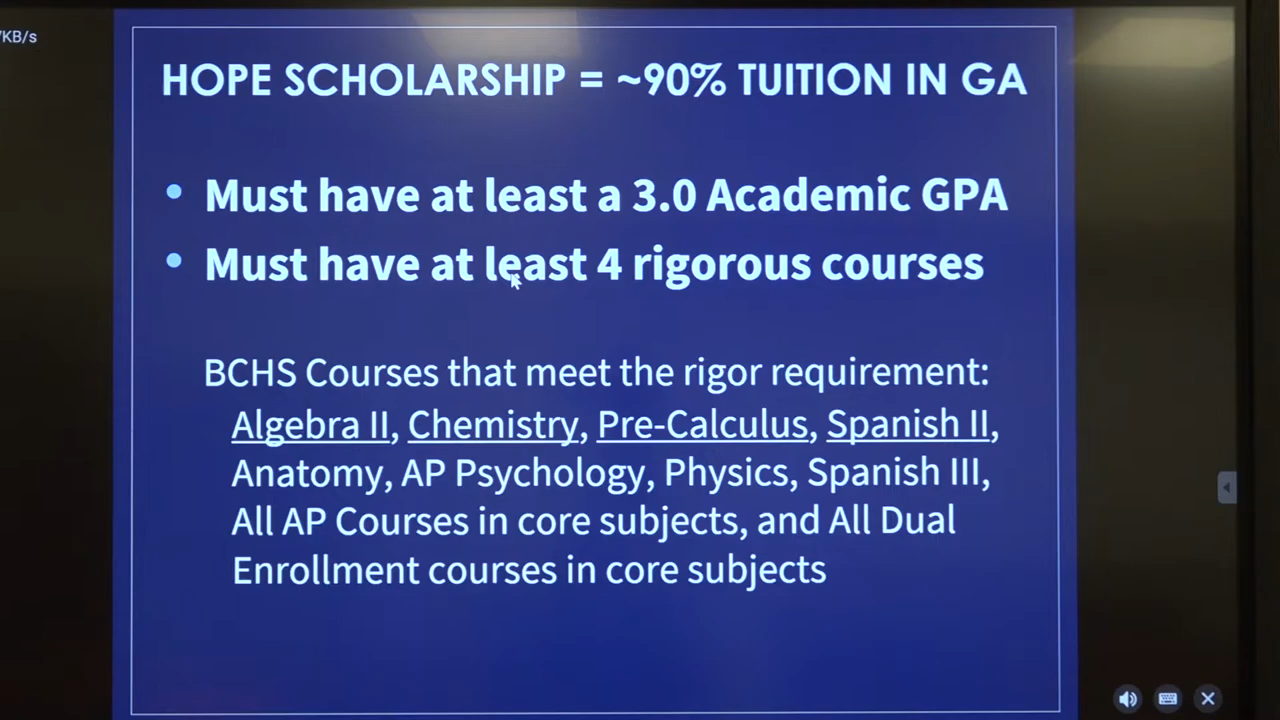 /KB/s
HOPE SCHOLARSHIP = ~90% TUITION IN GA
• Must have at least a 3.0 Academic GPA
• Must have at least 4 rigorous courses
BCHS Courses that meet the rigor requirement:
Algebra II, Chemistry, Pre-Calculus, Spanish II,
Anatomy, AP Psychology, Physics, Spanish III,
All AP Courses in core subjects, and All Dual
Enrollment courses in core subjects